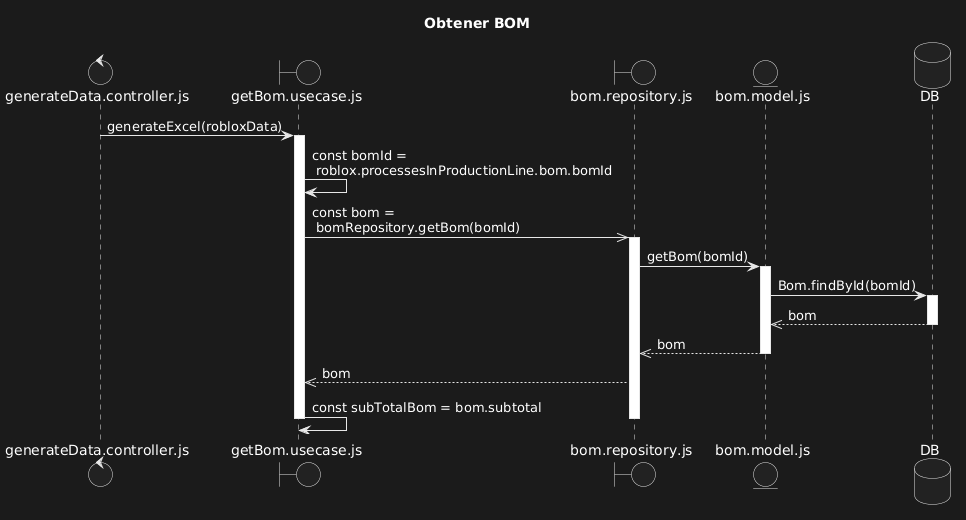 Obtener BOM
generateData.controller.js
getBom.usecase.js
bom.repository.js
bom.model.js
DB
generateExcel(robloxData)
const bomId =
roblox.processesInProductionLine.bom.bomId
const bom =
bomRepository.getBom(bomId)
getBom(bomId)
Bom.findById(bomId)
bom
bom
bom
const subTotalBom = bom.subtotal
generateData.controller.js
getBom.usecase.js
bom.repository.js
bom.model.js
DB